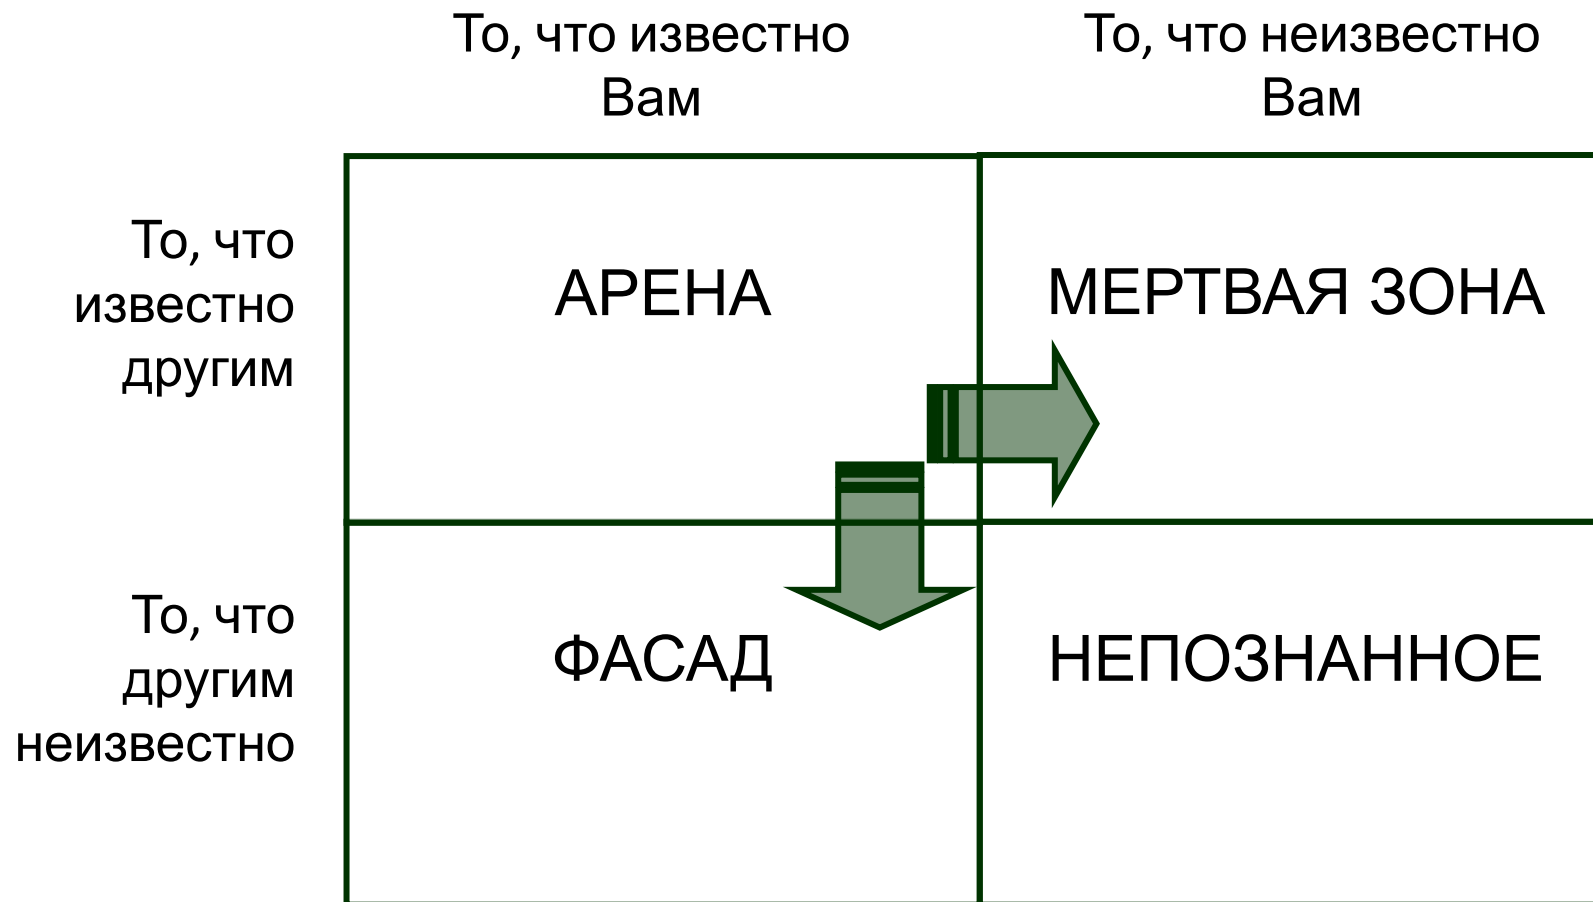 То, что известно
Вам
То, что неизвестно
Вам
То, что
известно
другим
АРЕНА
МЕРТВАЯ ЗОНА
То, что
другим
неизвестно
ФАСАД
НЕПОЗНАННОЕ